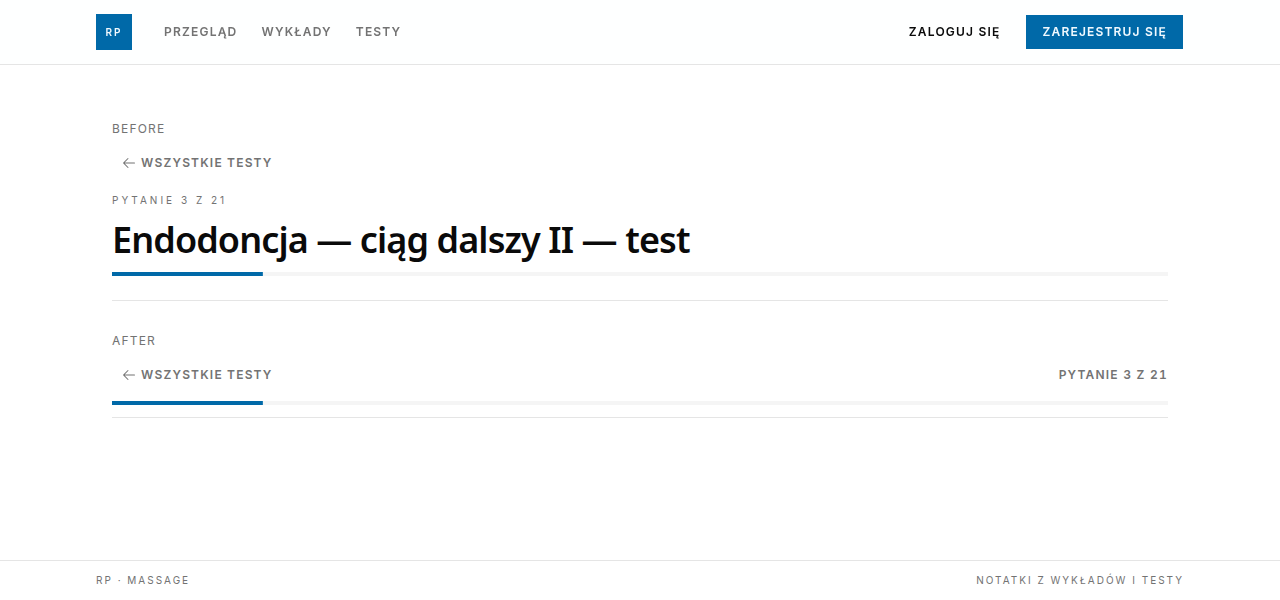 RP PRZEGLĄD WYKŁADY TESTY ZALOGUJ SIĘ ZAREJESTRUJ SIĘ
BEFORE
← WSZYSTKIE TESTY
PYTANIE 3 Z 21
Endodoncja — ciąg dalszy II — test
AFTER
← WSZYSTKIE TESTY PYTANIE 3 Z 21
RP · MASSAGE NOTATKI Z WYKŁADÓW I TESTY